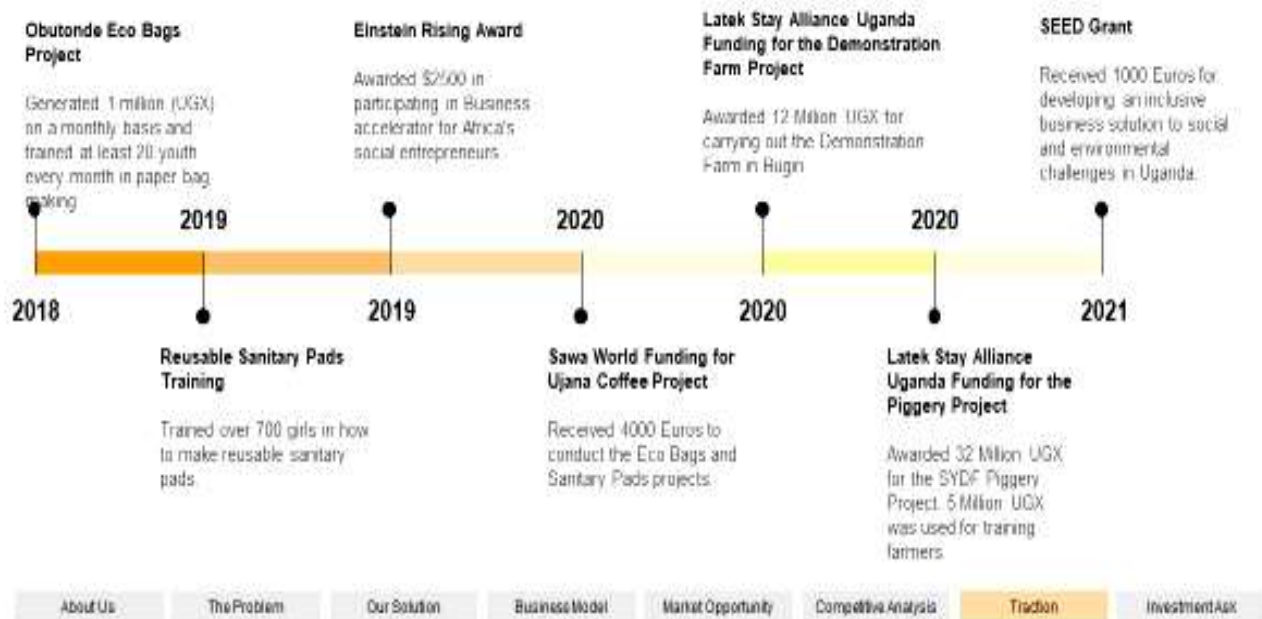 Obutonde Eco Bags
Project
Generated 1 million (UGX)
on a monthly basis and
trained at least 20 youth
every month in paper bag
making
Einstein Rising Award
Awarded $2500 in
participating in Business
accelerator for Africa's
social entrepreneurs
Latek Stay Alliance Uganda
Funding for the Demonstration
Farm Project
Awarded 12 Million UGX for
carrying out the Demonstration
Farm in Bugiri
SEED Grant
Received 1000 Euros for
developing an inclusive
business solution to social
and environmental
challenges in Uganda.
2019
2020
2020
2018
2019
2020
2021
Reusable Sanitary Pads
Training
Trained over 700 girls in how
to make reusable sanitary
pads
Sawa World Funding for
Ujana Coffee Project
Received 4000 Euros to
conduct the Eco Bags and
Sanitary Pads projects.
Latek Stay Alliance
Uganda Funding for the
Piggery Project
Awarded 32 Million UGX
for the SYDF Piggery
Project. 5 Million UGX
was used for training
farmers
About Us
The Problem
Our Solution
Business Model
Market Opportunity
Competitive Analysis
Traction
Investment Ask